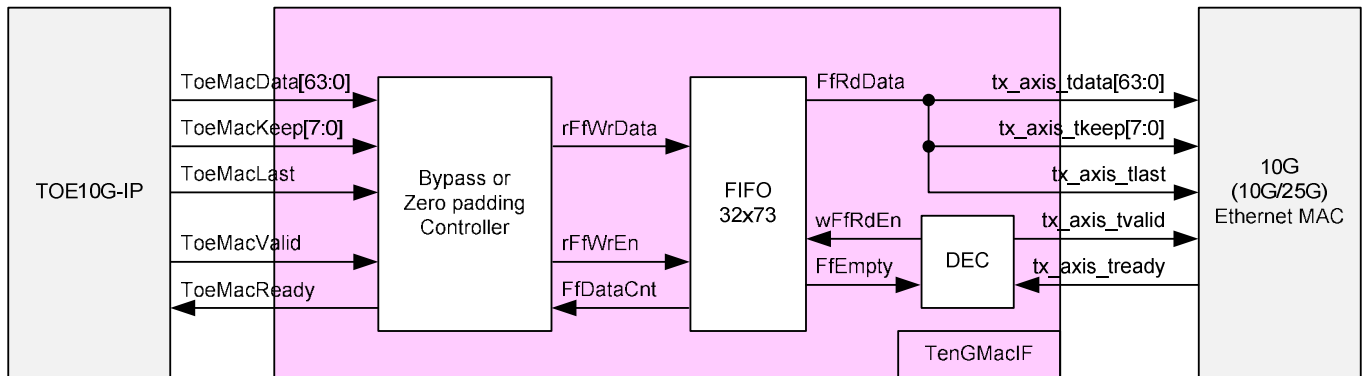 TOE10G-IP
ToeMacData[63:0]
ToeMacKeep[7:0]
ToeMacLast
ToeMacValid
ToeMacReady
Bypass or
Zero padding
Controller
rFfWrData
rFfWrEn
FfDataCnt
FIFO
32x73
FfRdData
wFfRdEn
FfEmpty
DEC
tx_axis_tdata[63:0]
tx_axis_tkeep[7:0]
tx_axis_tlast
tx_axis_tvalid
tx_axis_tready
10G
(10G/25G)
Ethernet MAC
TenGMacIF